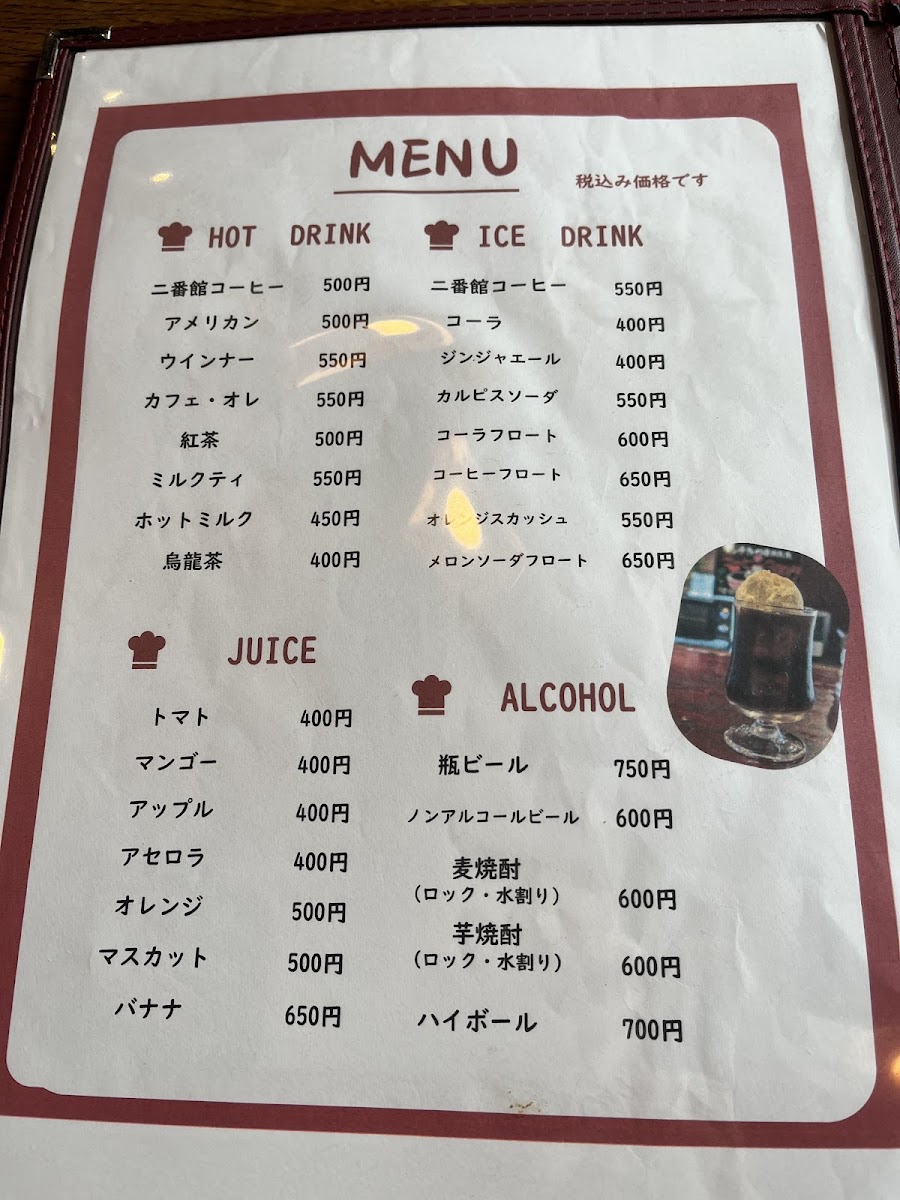 MENU
税込み価格です
HOT DRINK
二番館コーヒー 500円
アメリカン 500円
ウインナー 550円
カフェ・オレ 550円
紅茶 500円
ミルクティ 550円
ホットミルク 450円
烏龍茶 400円
ICE DRINK
二番館コーヒー 550円
コーラ 400円
ジンジャエール 400円
カルピスソーダ 550円
コーラフロート 600円
コーヒーフロート 650円
オレンジスカッシュ 550円
メロンソーダフロート 650円
JUICE
トマト 400円
マンゴー 400円
アップル 400円
アセロラ 400円
オレンジ 500円
マスカット 500円
バナナ 650円
ALCOHOL
瓶ビール 750円
ノンアルコールビール 600円
麦焼酎
(ロック・水割り) 600円
芋焼酎
(ロック・水割り) 600円
ハイボール 700円